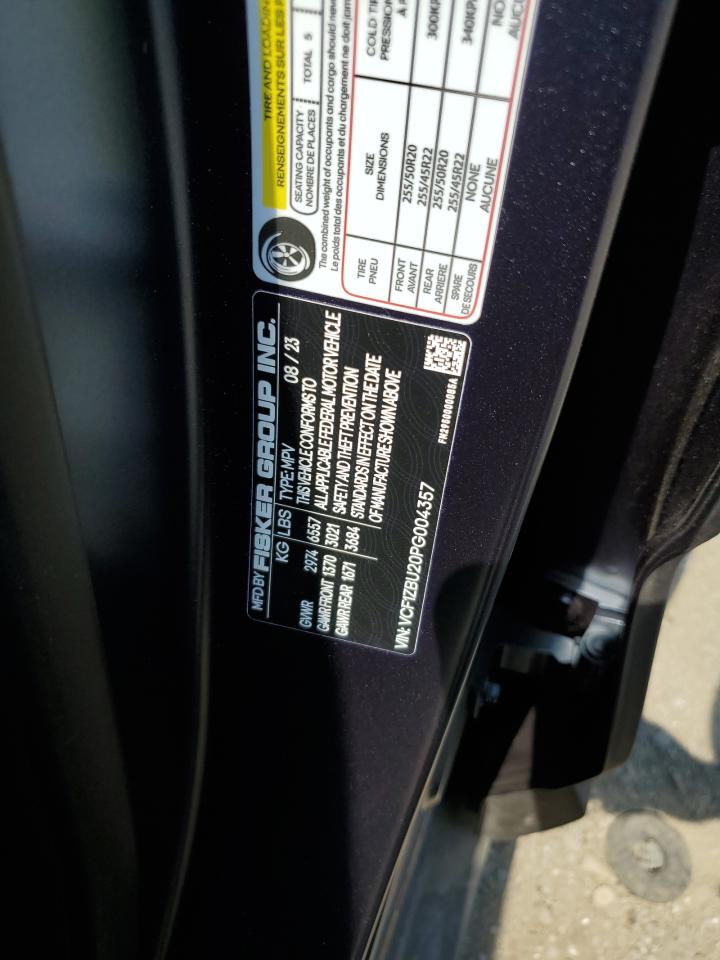 TIRE AND LOADING
RENSEIGNEMENTS SUR LES P
SEATING CAPACITY
NOMBRE DE PLACES
TOTAL 5
The combined weight of occupants and cargo should never
Le poids total des occupants et du chargement ne doit jam
TIRE
PNEU
SIZE
DIMENSIONS
COLD TI
PRESSION
FRONT
AVANT
255/50R20
255/45R22
300KP
REAR
ARRIERE
255/50R20
255/45R22
340KP
SPARE
DE SECOURS
NONE
AUCUNE
NO
AUCU
MFD BY FISKER GROUP INC.
KG LBS TYPE:MPV 08 / 23
GVWR 2974 6557
GAWR FRONT 1370 3021
GAWR REAR 1671 3684
THIS VEHICLE CONFORMS TO
ALL APPLICABLE FEDERAL MOTOR VEHICLE
SAFETY AND THEFT PREVENTION
STANDARDS IN EFFECT ON THE DATE
OF MANUFACTURE SHOWN ABOVE
VIN: VCF1ZBU20PG004357
FM29S0000085A